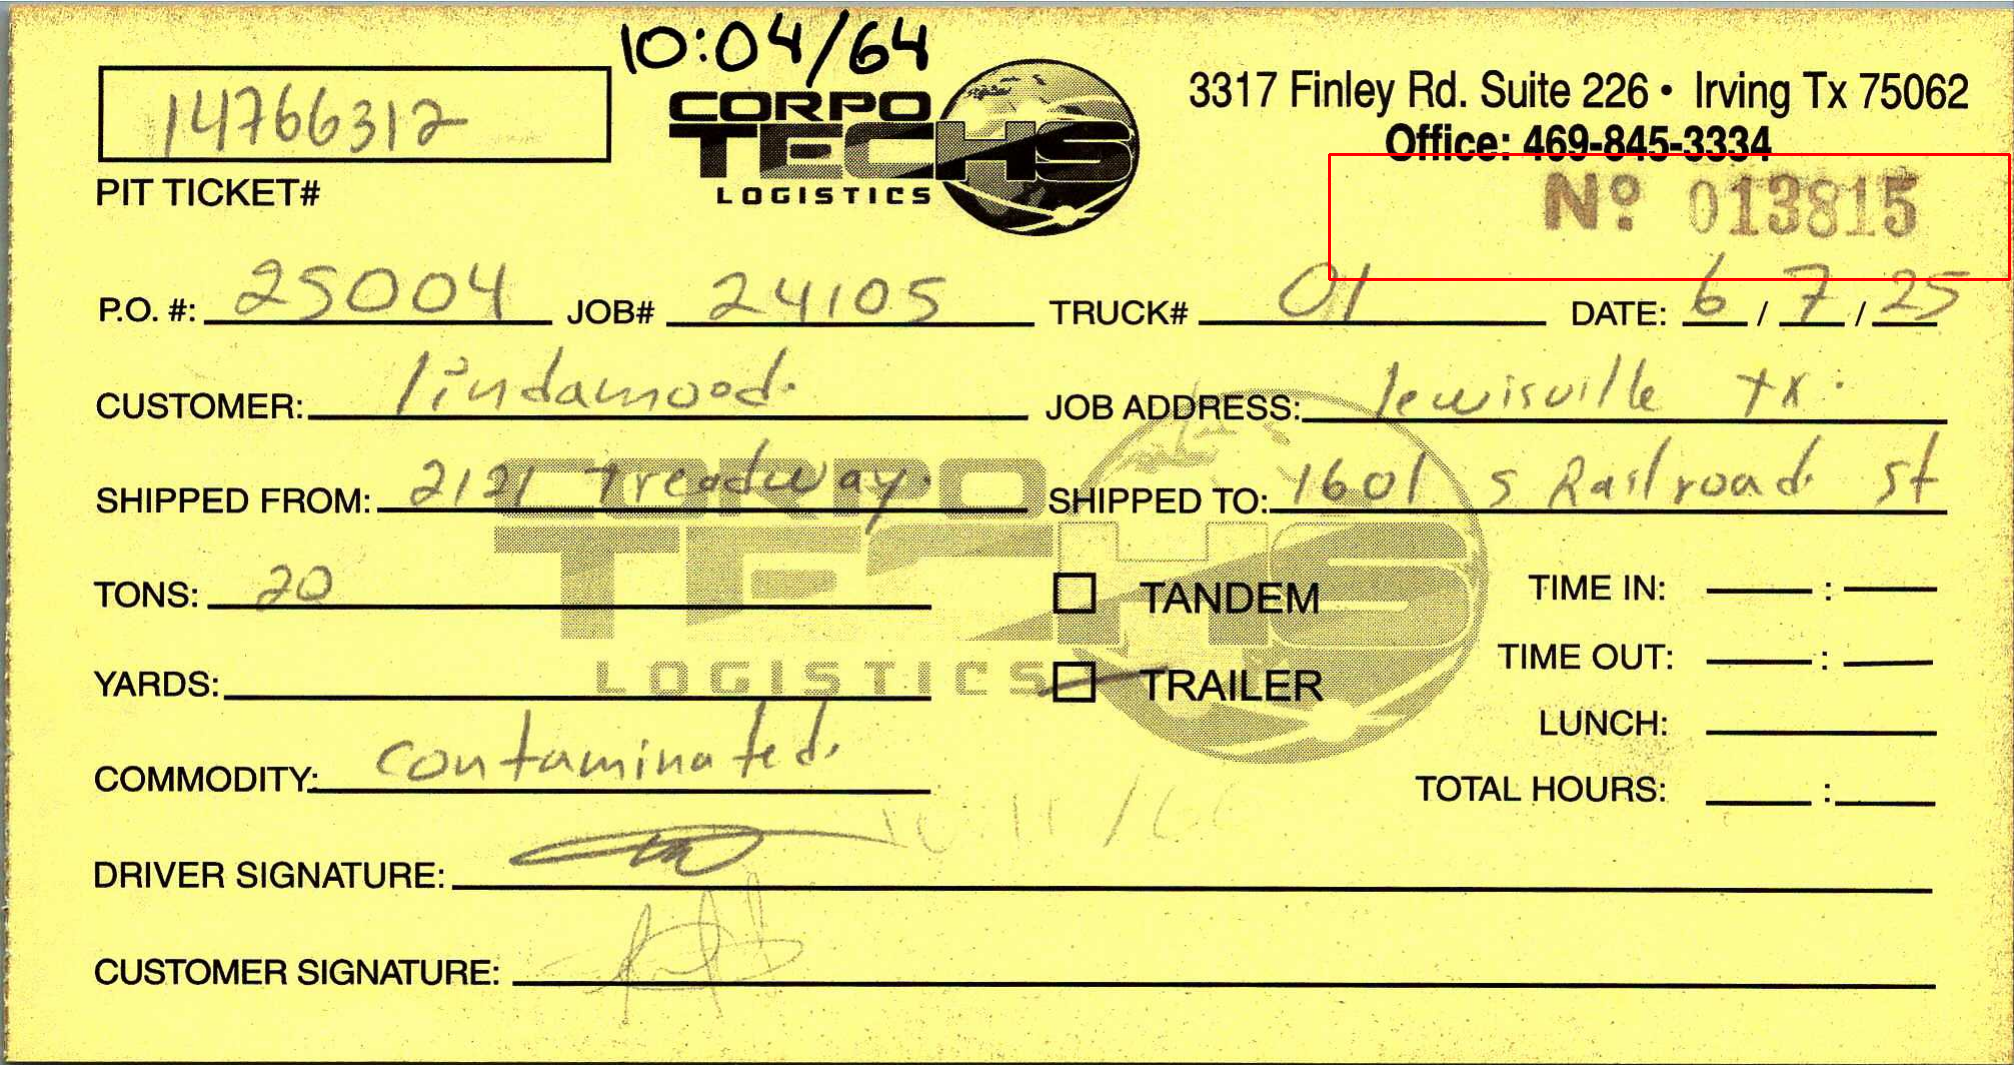 10:04/64
14766312
PIT TICKET#
CORPO
TECHS
LOGISTICS
3317 Finley Rd. Suite 226 • Irving Tx 75062
Office: 469-845-3334
Nº 013815
P.O. #: 25004 JOB# 24105 TRUCK# 01 DATE: 6 / 7 / 25
CUSTOMER: lindamood. JOB ADDRESS: lewisville tx.
SHIPPED FROM: 2121 treadway. SHIPPED TO: 1601 S Railroad St
CORPO
TECHS
LOGISTICS
TONS: 20
TANDEM
TIME IN: :
YARDS:
TRAILER
TIME OUT: :
LUNCH:
COMMODITY: contaminated.
TOTAL HOURS: :
DRIVER SIGNATURE:
CUSTOMER SIGNATURE: